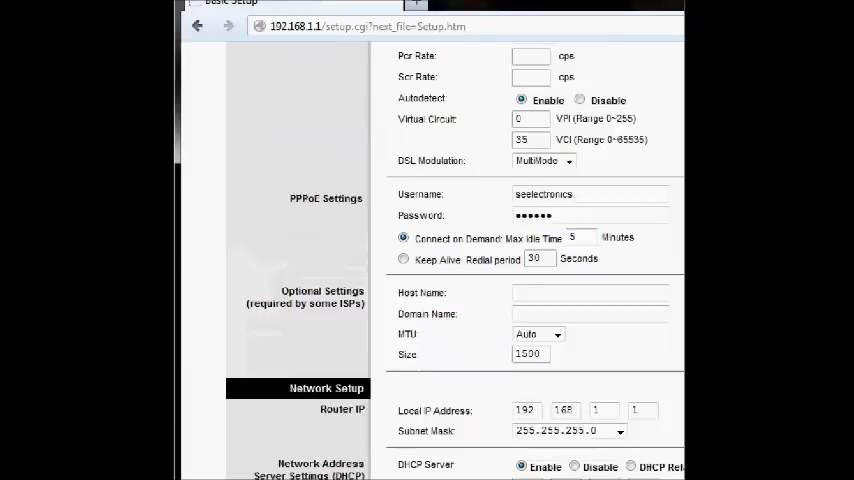 Basic Setup
192.168.1.1/setup.cgi?next_file=Setup.htm
Pcr Rate: cps
Scr Rate: cps
Autodetect: Enable Disable
Virtual Circuit: 0 VPI (Range 0~255)
35 VCI (Range 0~65535)
DSL Modulation: MultiMode
PPPoE Settings
Username: seelectronics
Password: ••••••
Connect on Demand: Max Idle Time 5 Minutes
Keep Alive: Redial period 30 Seconds
Optional Settings
(required by some ISPs)
Host Name:
Domain Name:
MTU: Auto
Size: 1500
Network Setup
Router IP
Local IP Address: 192 168 1 1
Subnet Mask: 255.255.255.0
Network Address
Server Settings (DHCP)
DHCP Server Enable Disable DHCP